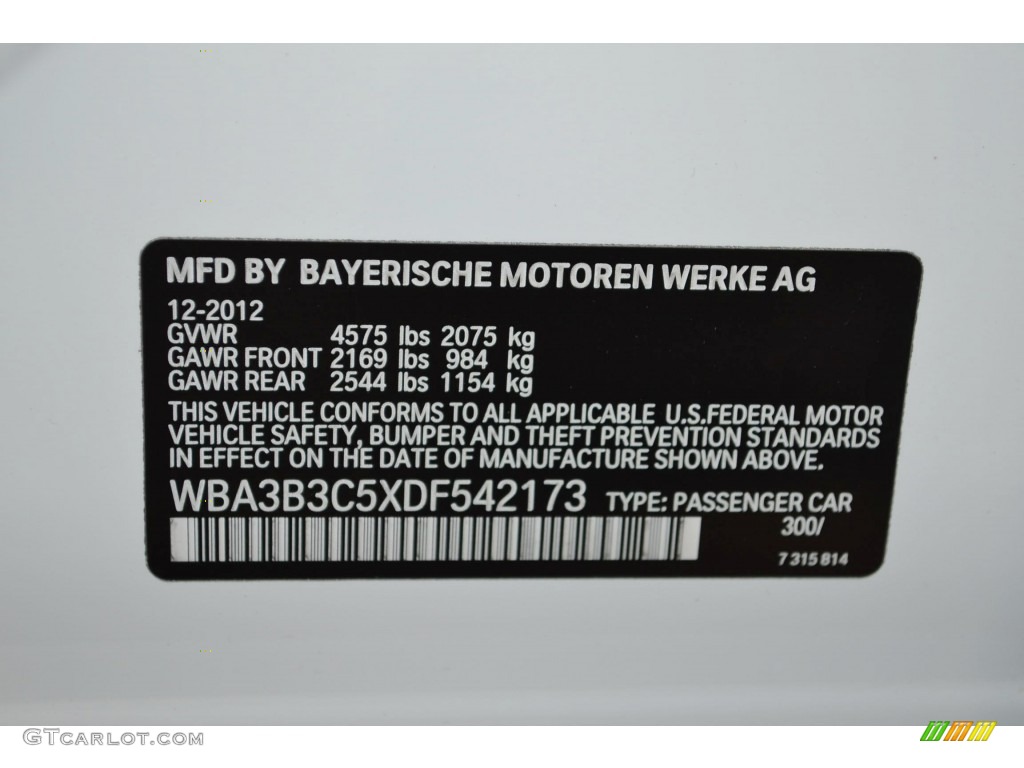 MFD BY BAYERISCHE MOTOREN WERKE AG
12-2012
GVWR 4575 lbs 2075 kg
GAWR FRONT 2169 lbs 984 kg
GAWR REAR 2544 lbs 1154 kg
THIS VEHICLE CONFORMS TO ALL APPLICABLE U.S.FEDERAL MOTOR
VEHICLE SAFETY, BUMPER AND THEFT PREVENTION STANDARDS
IN EFFECT ON THE DATE OF MANUFACTURE SHOWN ABOVE.
WBA3B3C5XDF542173 TYPE: PASSENGER CAR
300/
7 315 814
GTcarlot.com